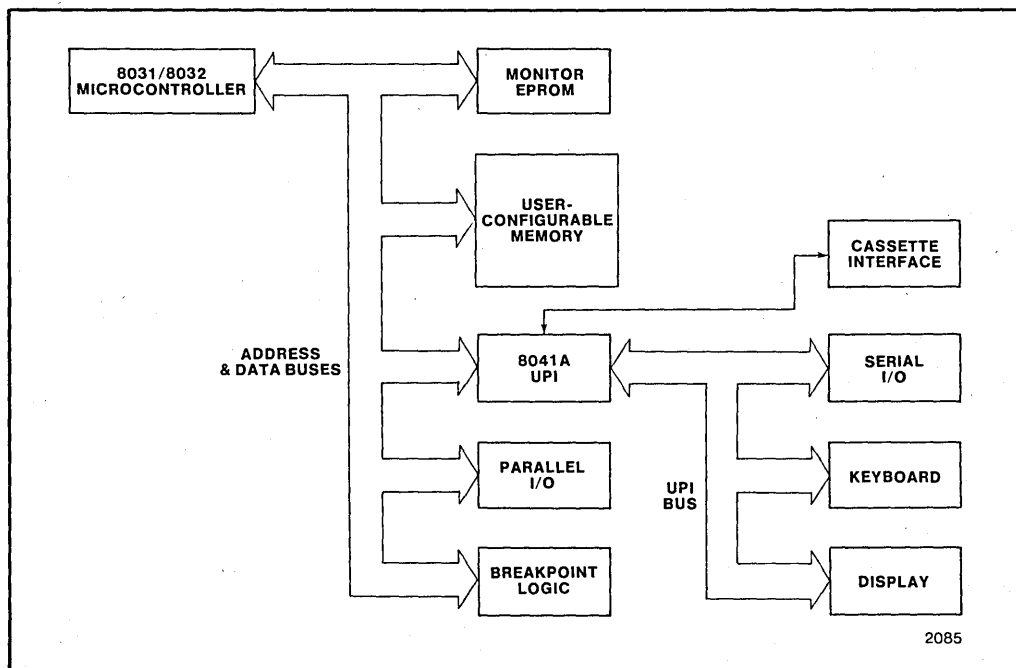 8031/8032
MICROCONTROLLER
MONITOR
EPROM
USER-
CONFIGURABLE
MEMORY
CASSETTE
INTERFACE
ADDRESS
& DATA BUSES
8041A
UPI
SERIAL
I/O
PARALLEL
I/O
UPI
BUS
KEYBOARD
BREAKPOINT
LOGIC
DISPLAY
2085